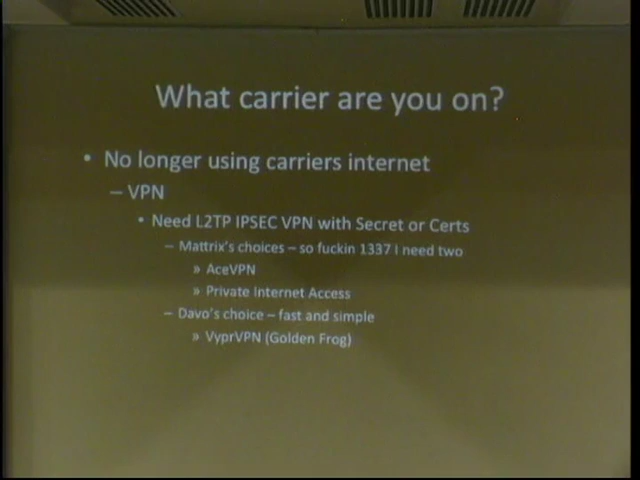 What carrier are you on?
• No longer using carriers internet
– VPN
• Need L2TP IPSEC VPN with Secret or Certs
– Mattrix's choices – so fuckin 1337 I need two
» AceVPN
» Private Internet Access
– Davo's choice – fast and simple
» VyprVPN (Golden Frog)